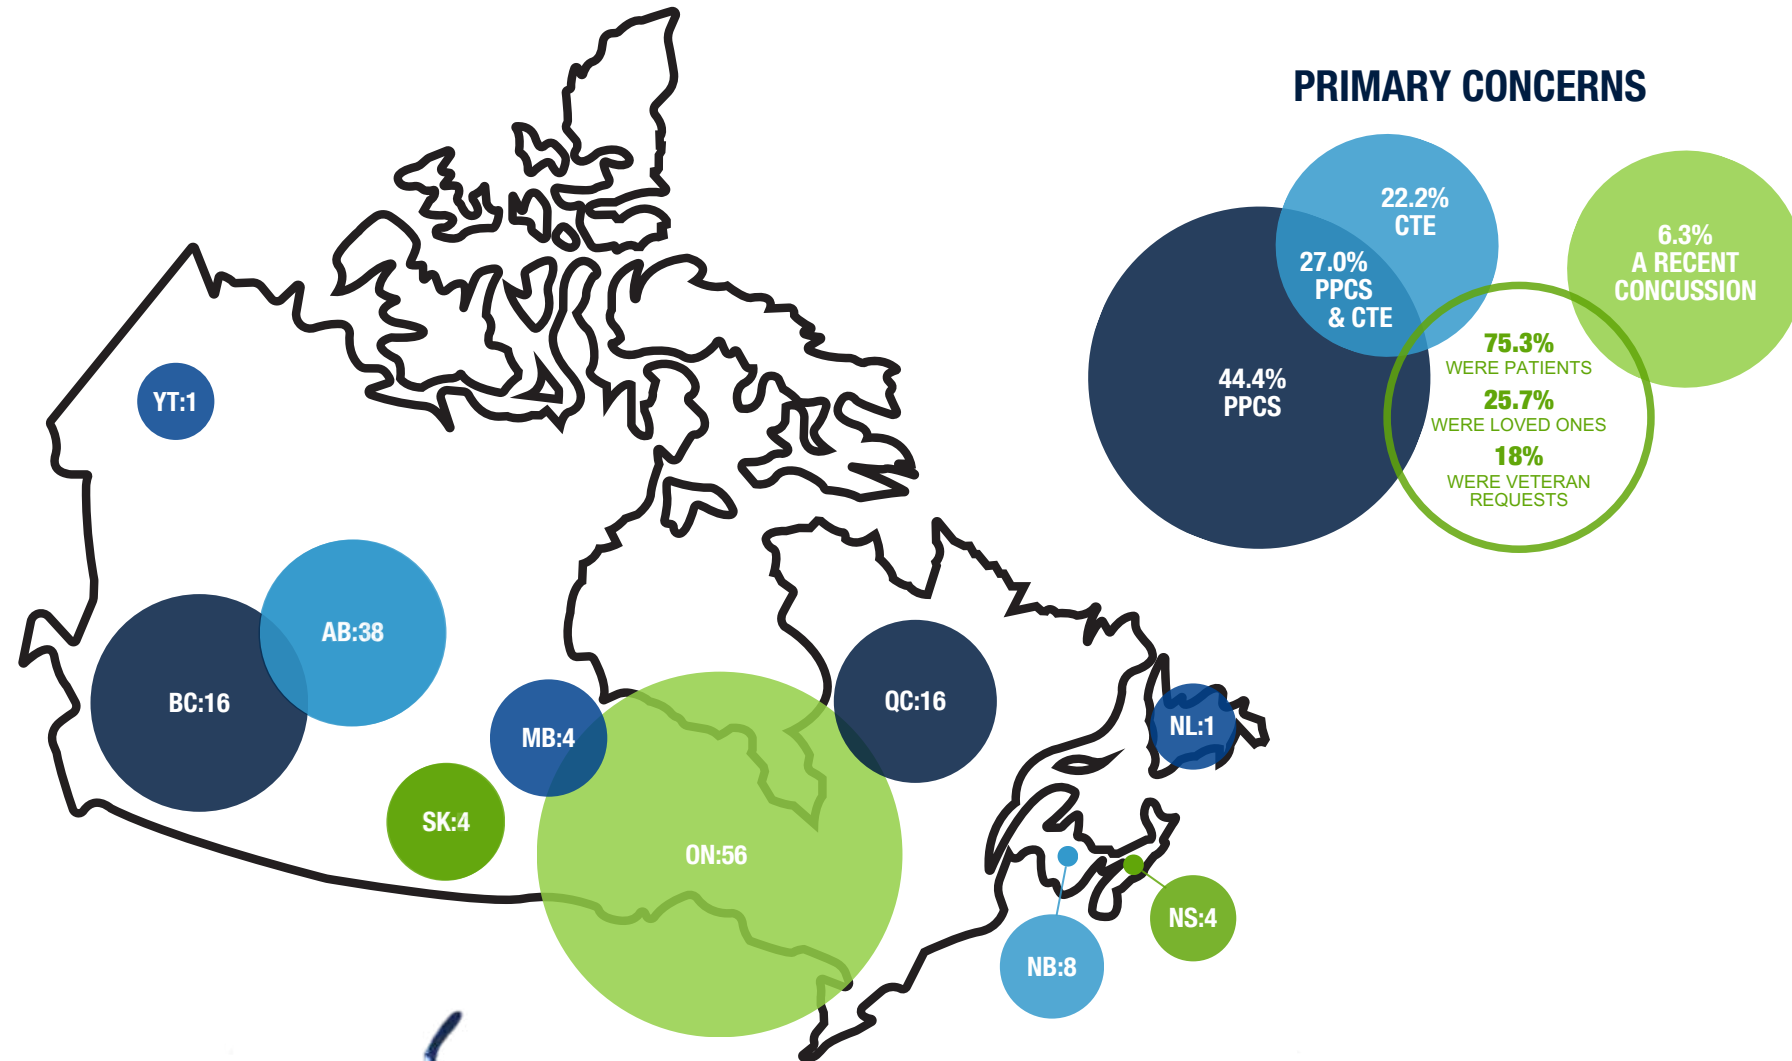 PRIMARY CONCERNS
22.2%
CTE
27.0%
PPCS
& CTE
6.3%
A RECENT
CONCUSSION
44.4%
PPCS
75.3%
WERE PATIENTS
25.7%
WERE LOVED ONES
18%
WERE VETERAN
REQUESTS
YT:1
AB:38
BC:16
MB:4
SK:4
ON:56
QC:16
NL:1
NB:8
NS:4